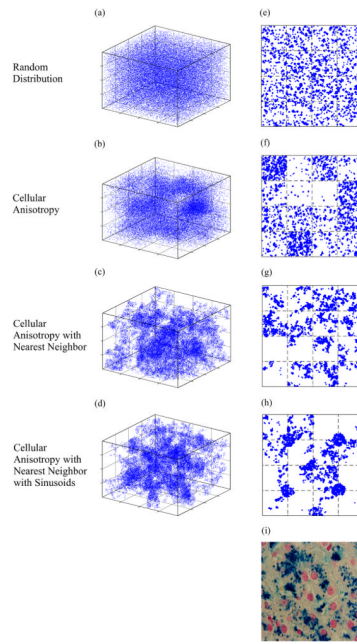 (a)
(e)
Random
Distribution
(b)
(f)
Cellular
Anisotropy
(c)
(g)
Cellular
Anisotropy with
Nearest Neighbor
(d)
(h)
Cellular
Anisotropy with
Nearest Neighbor
with Sinusoids
(i)